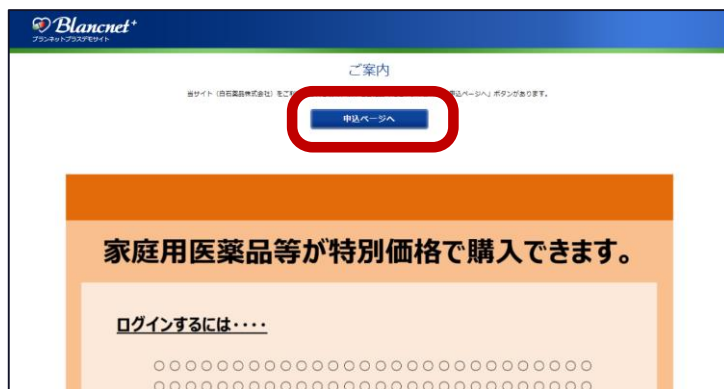 Blancnet+
ブランネットプラスデモサイト
ご案内
当サイト（白石薬品株式会社）をご 申込ページへ」ボタンがあります。
申込ページへ
家庭用医薬品等が特別価格で購入できます。
ログインするには････
○○○○○○○○○○○○○○○○○○○○○○○○○○○○
○○○○○○○○○○○○○○○○○○○○○○○○○○○○